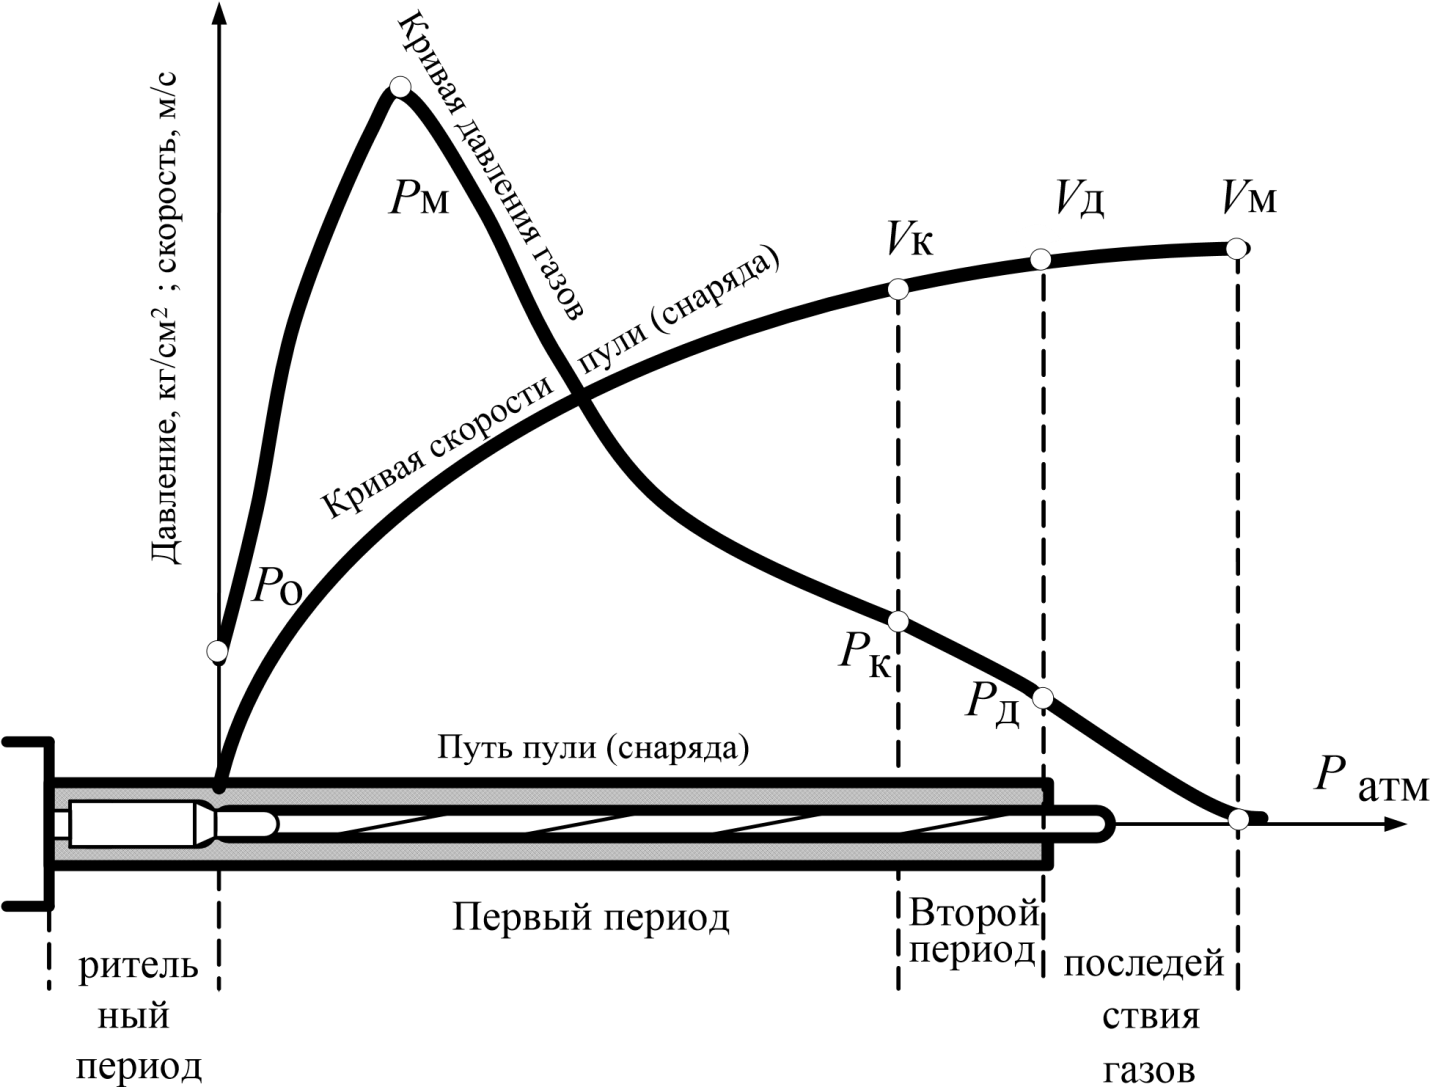 Давление, кг/см² ; скорость, м/с
Кривая давления газов
Pм
Vк
Vд
Vм
Кривая скорости пули (снаряда)
Pо
Pк
Pд
Путь пули (снаряда)
P атм
Первый период
Второй
период
ритель
ный
период
последей
ствия
газов